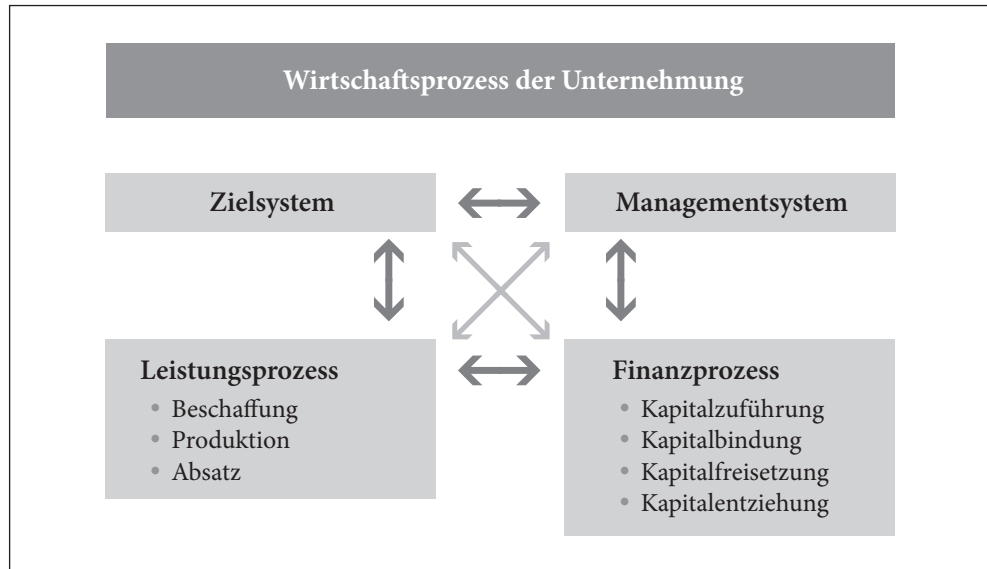 Wirtschaftsprozess der Unternehmung
Zielsystem
Managementsystem
Leistungsprozess
• Beschaffung
• Produktion
• Absatz
Finanzprozess
• Kapitalzuführung
• Kapitalbindung
• Kapitalfreisetzung
• Kapitalentziehung